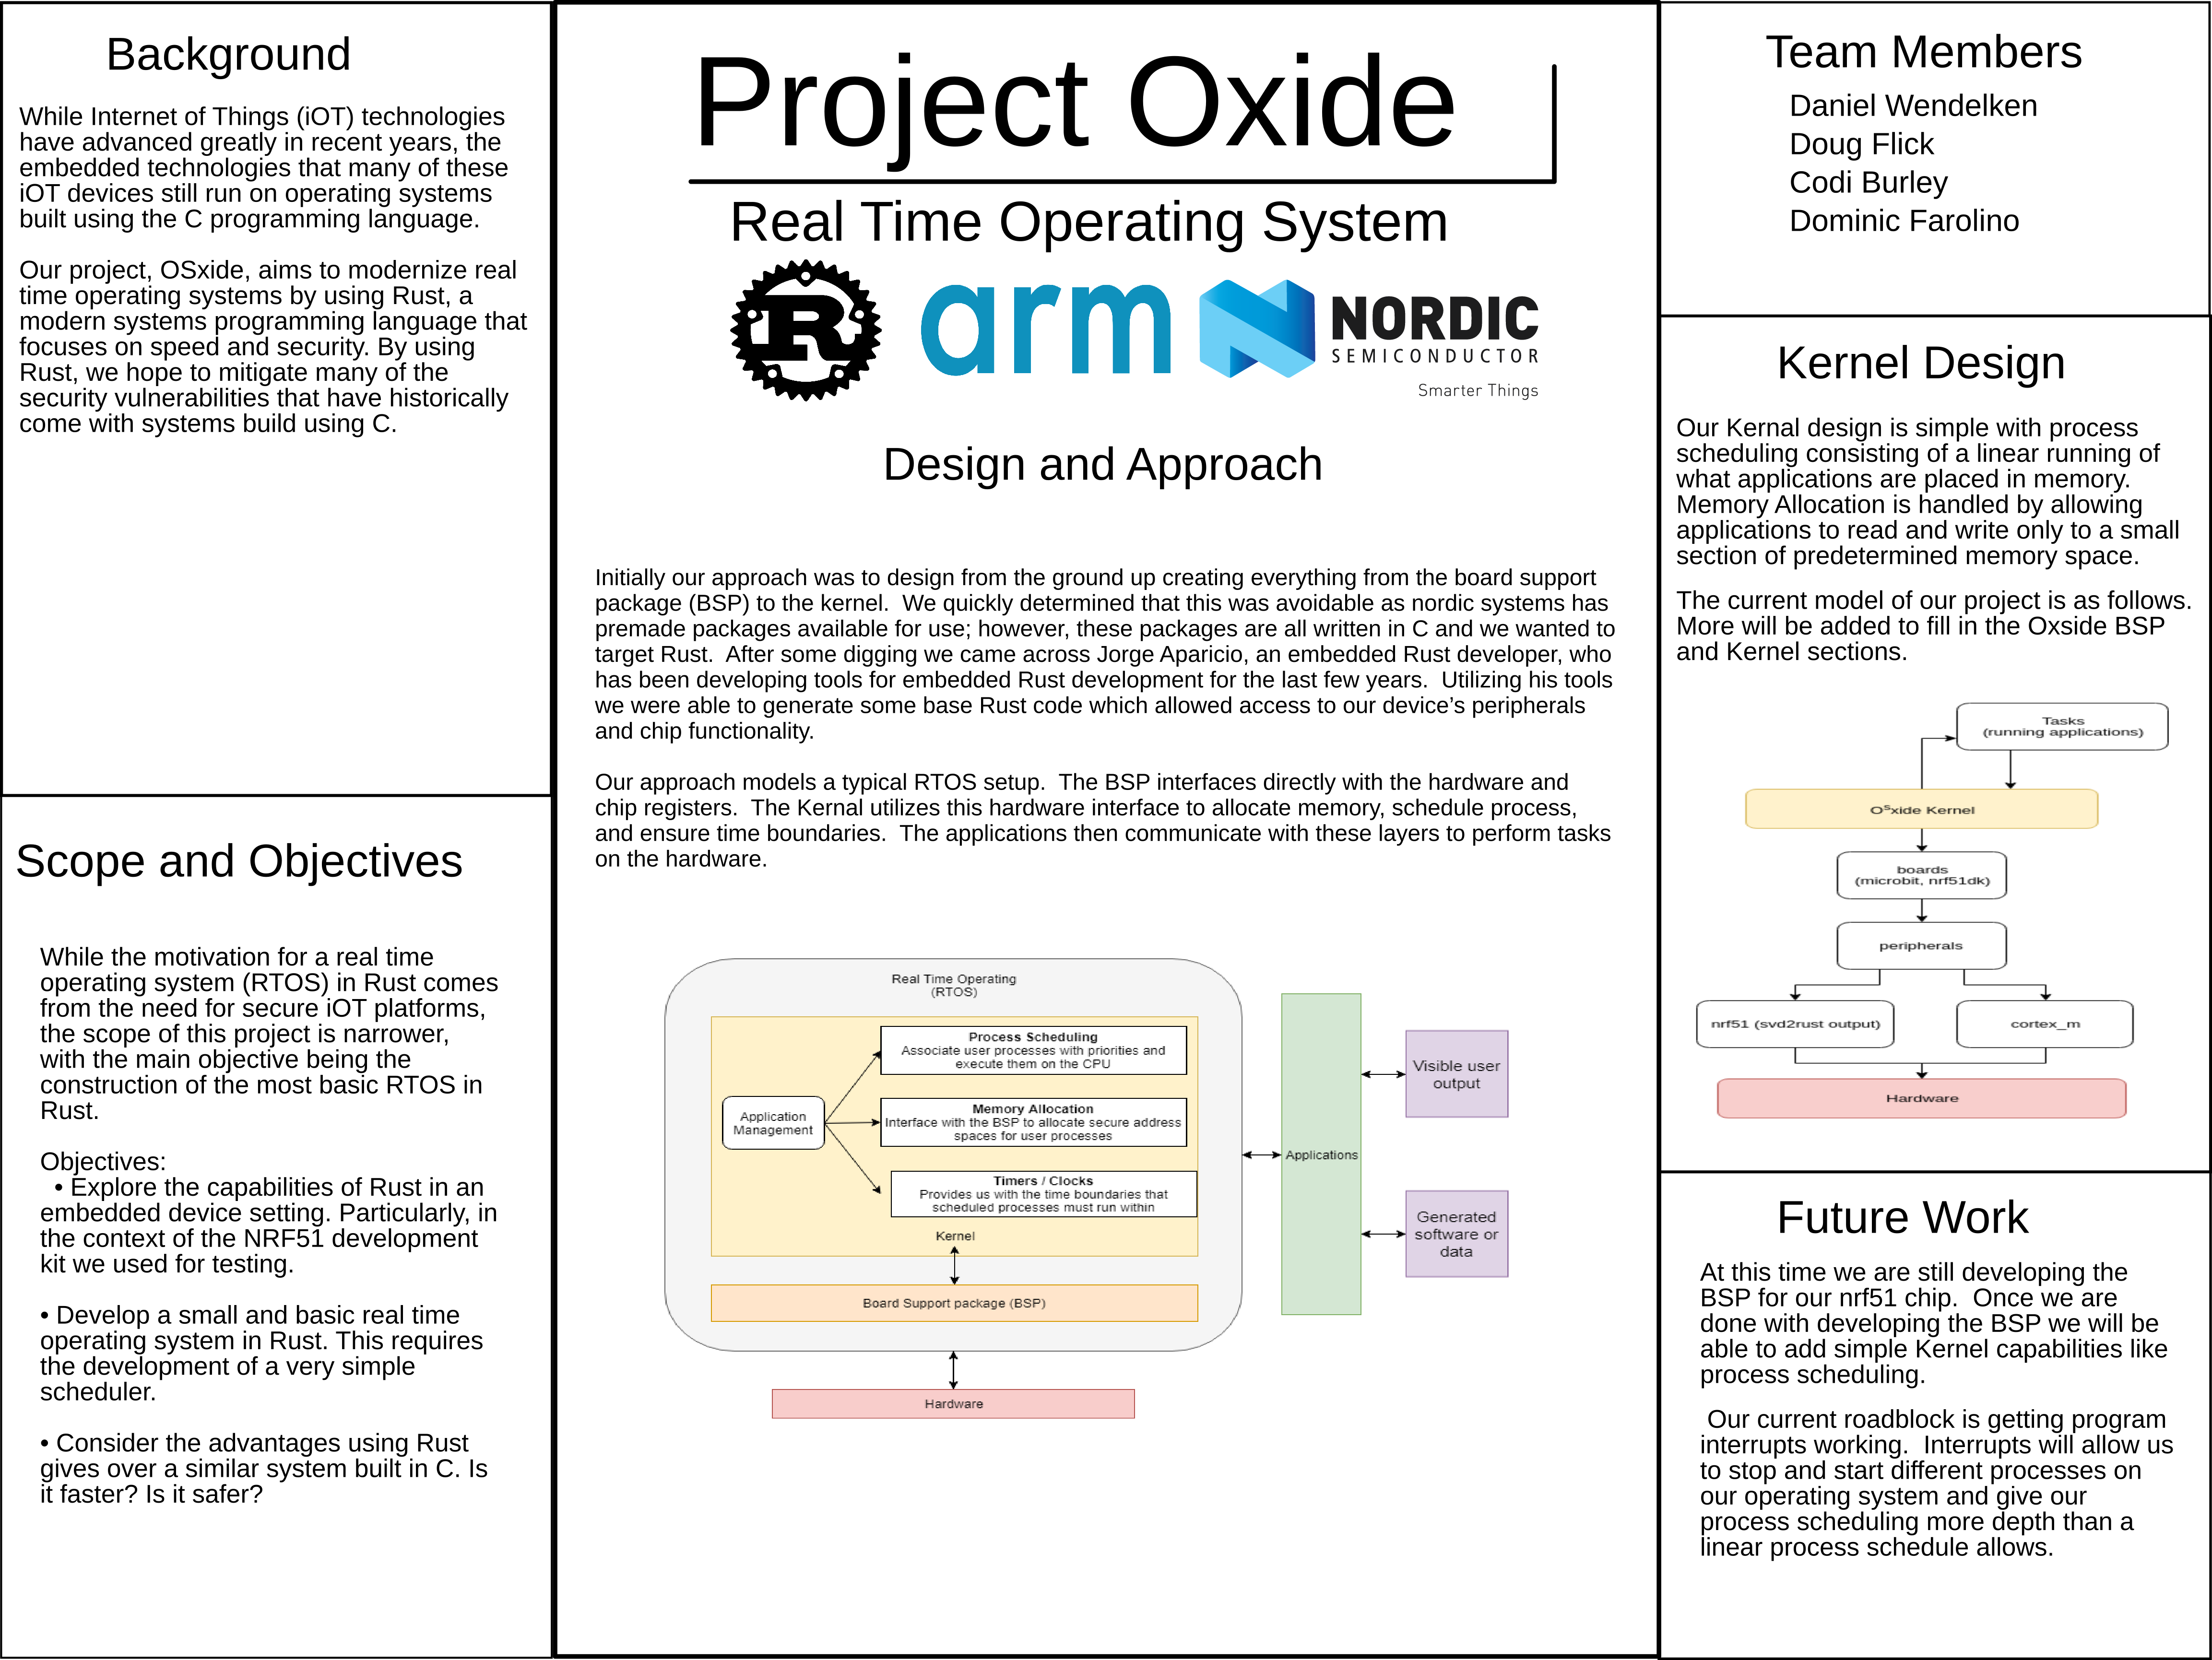 Background
While Internet of Things (iOT) technologies
have advanced greatly in recent years, the
embedded technologies that many of these
iOT devices still run on operating systems
built using the C programming language.
Our project, OSxide, aims to modernize real
time operating systems by using Rust, a
modern systems programming language that
focuses on speed and security. By using
Rust, we hope to mitigate many of the
security vulnerabilities that have historically
come with systems build using C.
Scope and Objectives
While the motivation for a real time
operating system (RTOS) in Rust comes
from the need for secure iOT platforms,
the scope of this project is narrower,
with the main objective being the
construction of the most basic RTOS in
Rust.
Objectives:
• Explore the capabilities of Rust in an
embedded device setting. Particularly, in
the context of the NRF51 development
kit we used for testing.
• Develop a small and basic real time
operating system in Rust. This requires
the development of a very simple
scheduler.
• Consider the advantages using Rust
gives over a similar system built in C. Is
it faster? Is it safer?
Project Oxide
Real Time Operating System
R
arm
NORDIC
SEMICONDUCTOR
Smarter Things
Design and Approach
Initially our approach was to design from the ground up creating everything from the board support
package (BSP) to the kernel.  We quickly determined that this was avoidable as nordic systems has
premade packages available for use; however, these packages are all written in C and we wanted to
target Rust.  After some digging we came across Jorge Aparicio, an embedded Rust developer, who
has been developing tools for embedded Rust development for the last few years.  Utilizing his tools
we were able to generate some base Rust code which allowed access to our device’s peripherals
and chip functionality.
Our approach models a typical RTOS setup.  The BSP interfaces directly with the hardware and
chip registers.  The Kernal utilizes this hardware interface to allocate memory, schedule process,
and ensure time boundaries.  The applications then communicate with these layers to perform tasks
on the hardware.
Real Time Operating
(RTOS)
Process Scheduling
Associate user processes with priorities and
execute them on the CPU
Application
Management
Memory Allocation
Interface with the BSP to allocate secure address
spaces for user processes
Timers / Clocks
Provides us with the time boundaries that
scheduled processes must run within
Kernel
Board Support package (BSP)
Hardware
Applications
Visible user
output
Generated
software or
data
Team Members
Daniel Wendelken
Doug Flick
Codi Burley
Dominic Farolino
Kernel Design
Our Kernal design is simple with process
scheduling consisting of a linear running of
what applications are placed in memory.
Memory Allocation is handled by allowing
applications to read and write only to a small
section of predetermined memory space.
The current model of our project is as follows.
More will be added to fill in the Oxside BSP
and Kernel sections.
Tasks
(running applications)
OSxide Kernel
boards
(microbit, nrf51dk)
peripherals
nrf51 (svd2rust output)
cortex_m
Hardware
Future Work
At this time we are still developing the
BSP for our nrf51 chip.  Once we are
done with developing the BSP we will be
able to add simple Kernel capabilities like
process scheduling.
Our current roadblock is getting program
interrupts working.  Interrupts will allow us
to stop and start different processes on
our operating system and give our
process scheduling more depth than a
linear process schedule allows.